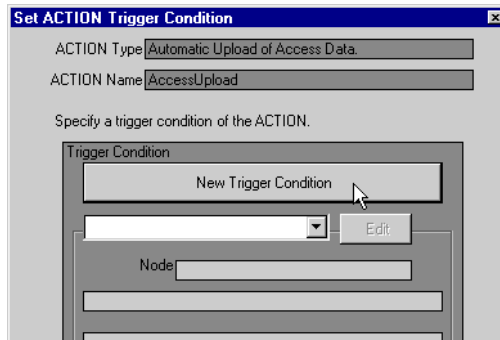 Set ACTION Trigger Condition
ACTION Type Automatic Upload of Access Data.
ACTION Name AccessUpload
Specify a trigger condition of the ACTION.
Trigger Condition
New Trigger Condition
Edit
Node